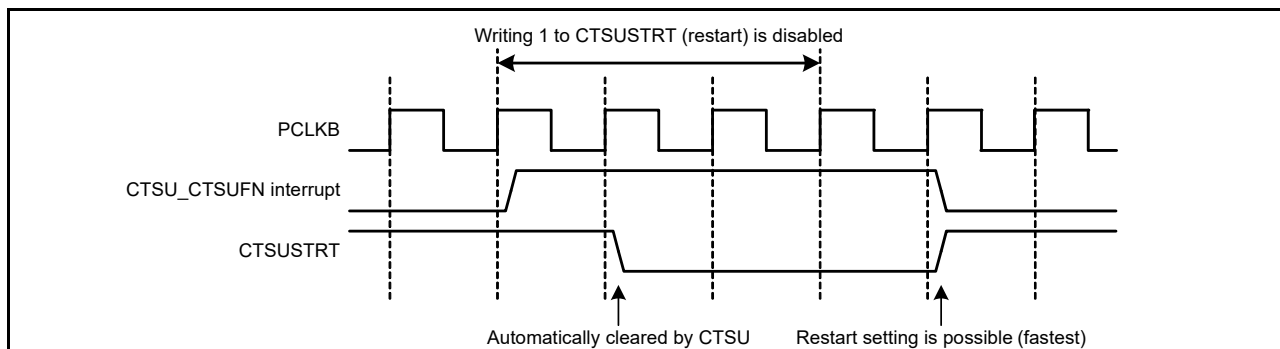 Writing 1 to CTSUSTRT (restart) is disabled
PCLKB
CTSU_CTSUFN interrupt
CTSUSTRT
Automatically cleared by CTSU
Restart setting is possible (fastest)